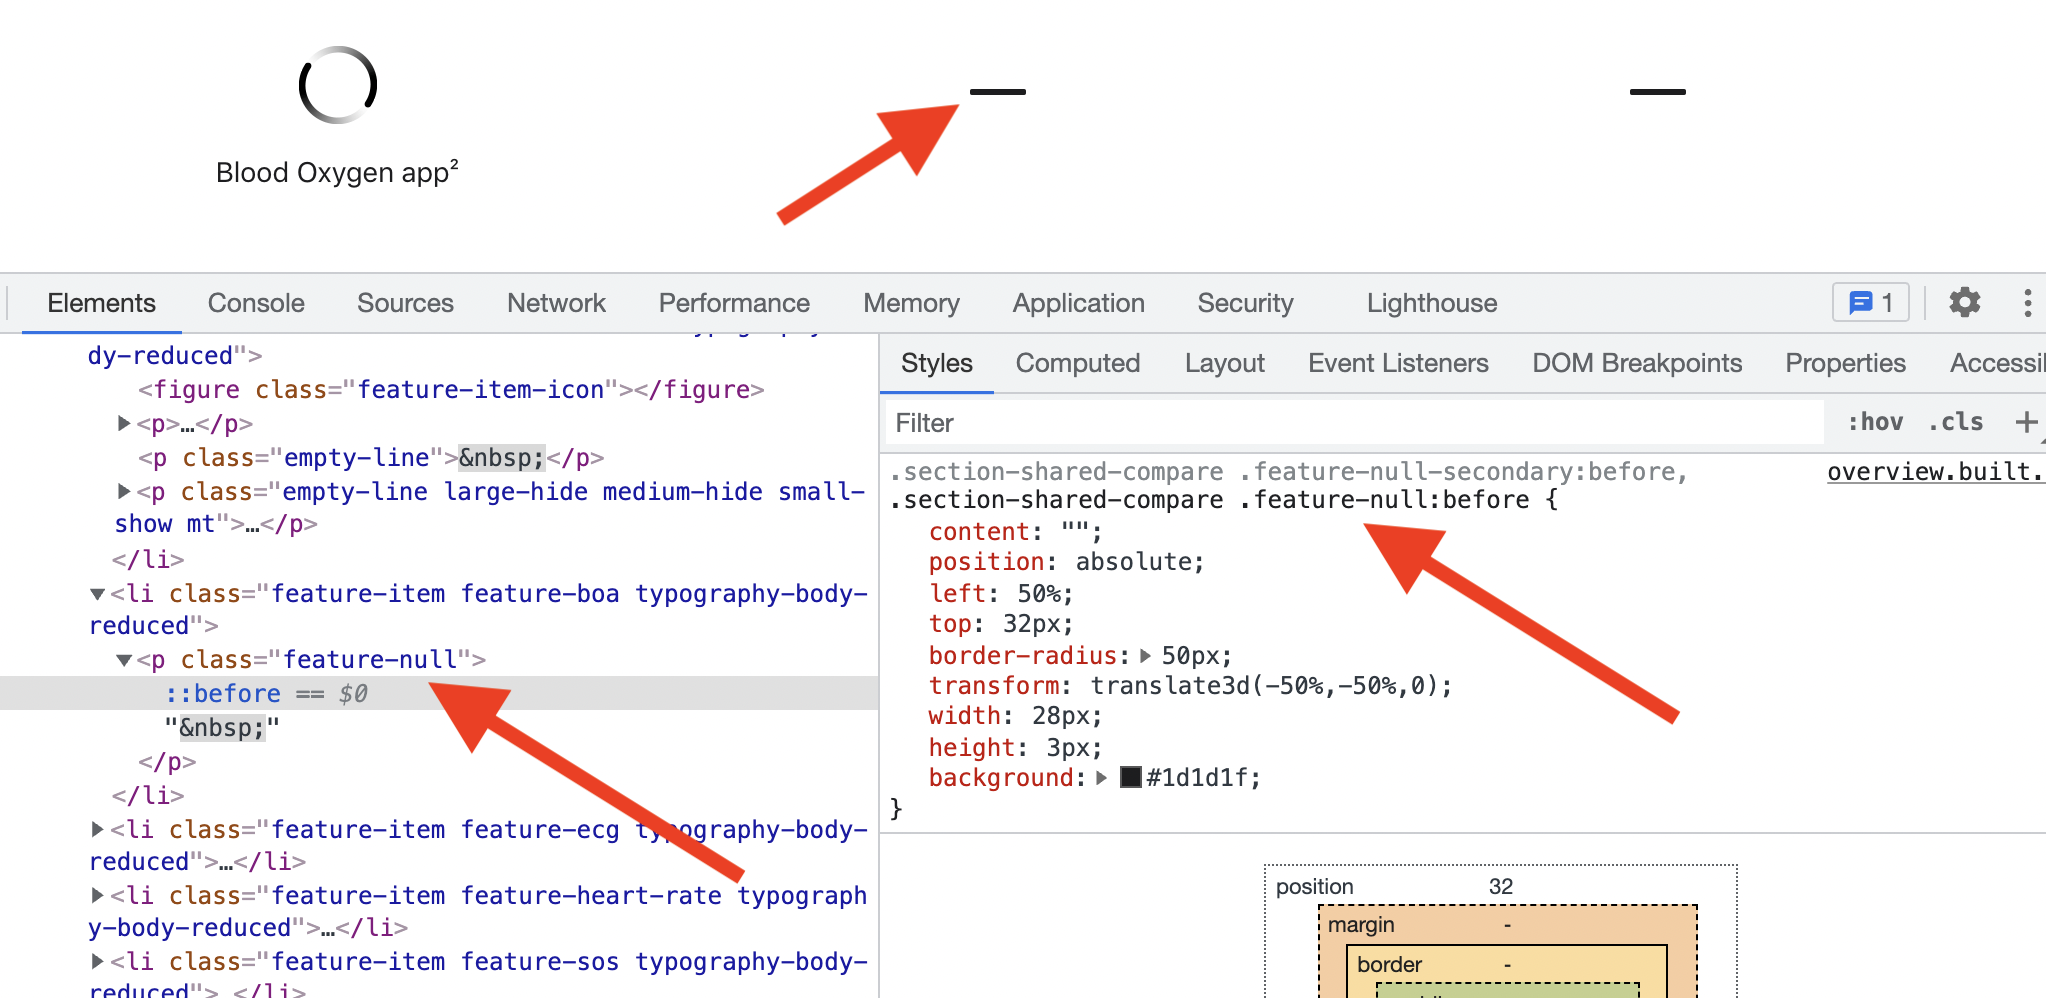 Blood Oxygen app²
Elements Console Sources Network Performance Memory Application Security Lighthouse 1
dy-reduced">
<figure class="feature-item-icon"></figure>
<p>…</p>
<p class="empty-line">&nbsp;</p>
<p class="empty-line large-hide medium-hide small-
show mt">…</p>
</li>
<li class="feature-item feature-boa typography-body-
reduced">
<p class="feature-null">
::before == $0
"&nbsp;"
</p>
</li>
<li class="feature-item feature-ecg typography-body-
reduced">…</li>
<li class="feature-item feature-heart-rate typograph
y-body-reduced">…</li>
<li class="feature-item feature-sos typography-body-
reduced">…</li>
Styles Computed Layout Event Listeners DOM Breakpoints Properties Accessi
Filter :hov .cls +
.section-shared-compare .feature-null-secondary:before, overview.built.
.section-shared-compare .feature-null:before {
content: "";
position: absolute;
left: 50%;
top: 32px;
border-radius: 50px;
transform: translate3d(-50%,-50%,0);
width: 28px;
height: 3px;
background: #1d1d1f;
}
position 32
margin -
border -